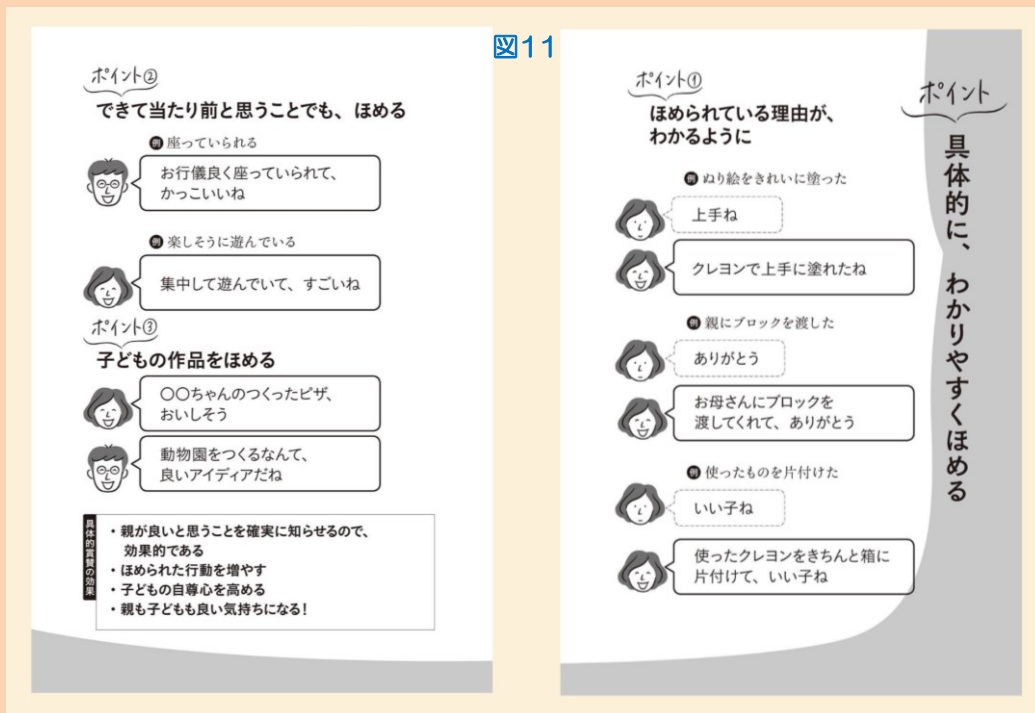 図11
ポイント
具体的に、わかりやすくほめる
ポイント①
ほめられている理由が、
わかるように
例 ぬり絵をきれいに塗った
上手ね
クレヨンで上手に塗れたね
例 親にブロックを渡した
ありがとう
お母さんにブロックを
渡してくれて、ありがとう
例 使ったものを片付けた
いい子ね
使ったクレヨンをきちんと箱に
片付けて、いい子ね
ポイント②
できて当たり前と思うことでも、ほめる
例 座っていられる
お行儀良く座っていられて、
かっこいいね
例 楽しそうに遊んでいる
集中して遊んでいて、すごいね
ポイント③
子どもの作品をほめる
〇〇ちゃんのつくったピザ、
おいしそう
動物園をつくるなんて、
良いアイディアだね
具体的賞賛の効果
・親が良いと思うことを確実に知らせるので、
効果的である
・ほめられた行動を増やす
・子どもの自尊心を高める
・親も子どもも良い気持ちになる！